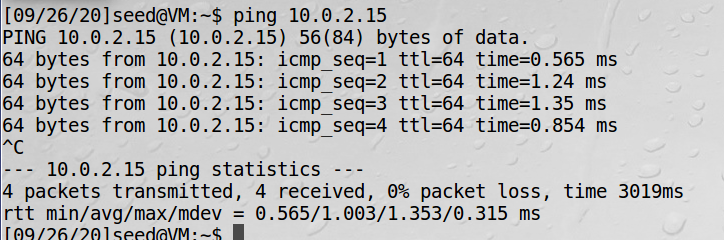 [09/26/20]seed@VM:~$ ping 10.0.2.15
PING 10.0.2.15 (10.0.2.15) 56(84) bytes of data.
64 bytes from 10.0.2.15: icmp_seq=1 ttl=64 time=0.565 ms
64 bytes from 10.0.2.15: icmp_seq=2 ttl=64 time=1.24 ms
64 bytes from 10.0.2.15: icmp_seq=3 ttl=64 time=1.35 ms
64 bytes from 10.0.2.15: icmp_seq=4 ttl=64 time=0.854 ms
^C
--- 10.0.2.15 ping statistics ---
4 packets transmitted, 4 received, 0% packet loss, time 3019ms
rtt min/avg/max/mdev = 0.565/1.003/1.353/0.315 ms
[09/26/20]seed@VM:~$